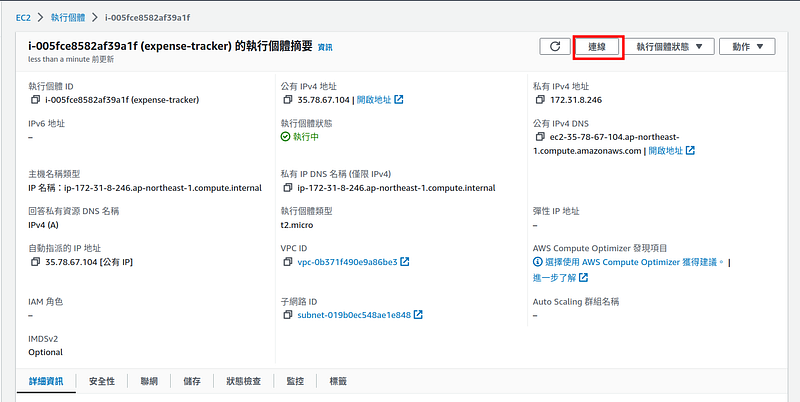 EC2 > 執行個體 > i-005fce8582af39a1f
i-005fce8582af39a1f (expense-tracker) 的執行個體摘要 資訊
less than a minute 前更新
連線
執行個體狀態
動作
執行個體 ID
i-005fce8582af39a1f (expense-tracker)
公有 IPv4 地址
35.78.67.104 | 開啟地址
私有 IPv4 地址
172.31.8.246
IPv6 地址
–
執行個體狀態
執行中
公有 IPv4 DNS
ec2-35-78-67-104.ap-northeast-
1.compute.amazonaws.com | 開啟地址
主機名稱類型
IP 名稱：ip-172-31-8-246.ap-northeast-1.compute.internal
私有 IP DNS 名稱 (僅限 IPv4)
ip-172-31-8-246.ap-northeast-1.compute.internal
回答私有資源 DNS 名稱
IPv4 (A)
執行個體類型
t2.micro
彈性 IP 地址
–
自動指派的 IP 地址
35.78.67.104 [公有 IP]
VPC ID
vpc-0b371f490e9a86be3
AWS Compute Optimizer 發現項目
選擇使用 AWS Compute Optimizer 獲得建議。 |
進一步了解
IAM 角色
–
子網路 ID
subnet-019b0ec548ae1e848
Auto Scaling 群組名稱
–
IMDSv2
Optional
詳細資訊
安全性
聯網
儲存
狀態檢查
監控
標籤